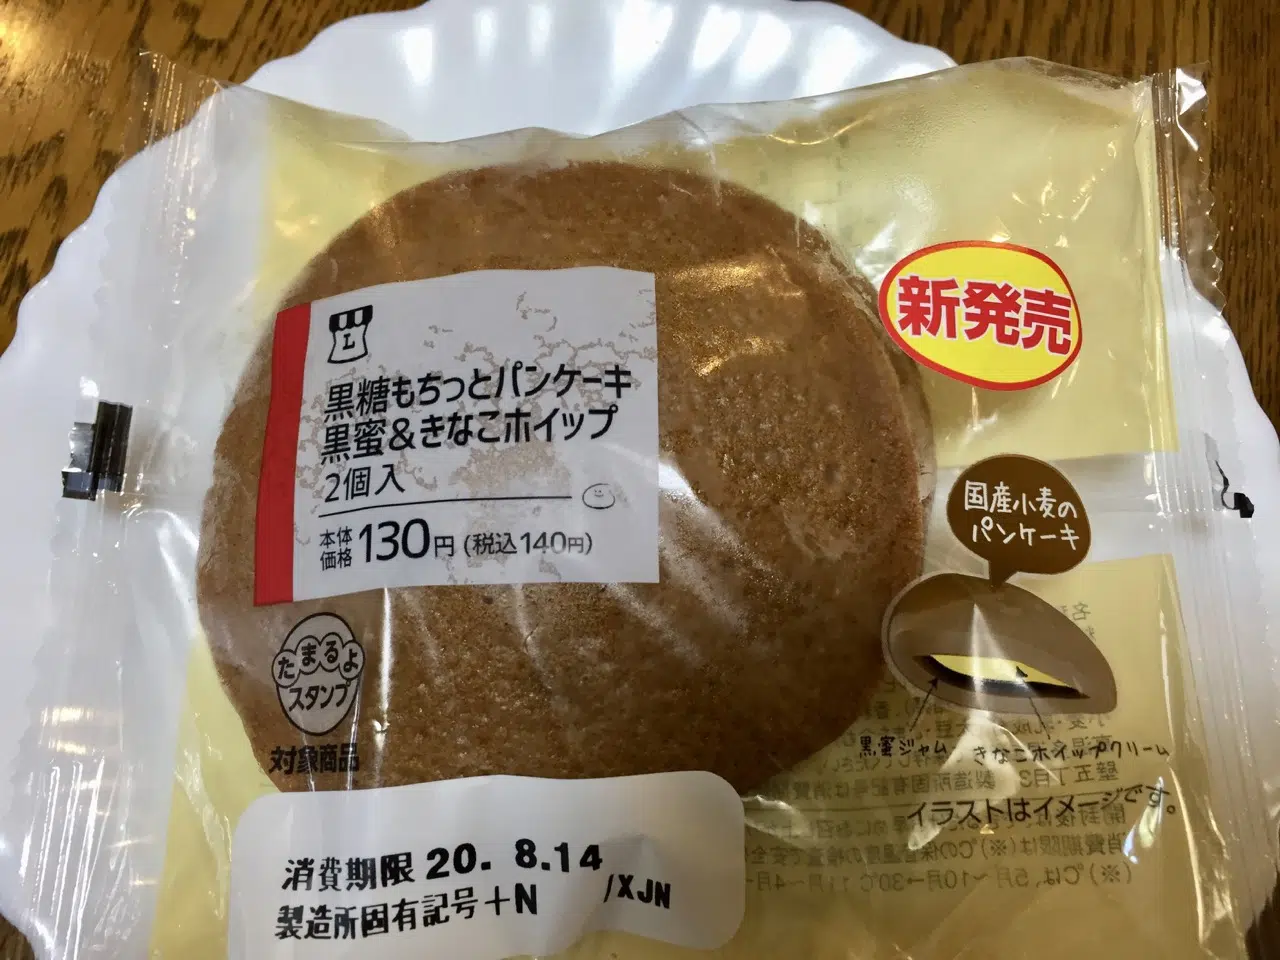 L
黒糖もちっとパンケーキ
黒蜜&きなこホイップ
2個入
本体価格130円(税込140円)
新発売
国産小麦の
パンケーキ
黒蜜ジャム
きなこホイップクリーム
イラストはイメージです。
たまるよ
スタンプ
対象商品
消費期限 20. 8.14
製造所固有記号+N /XJN